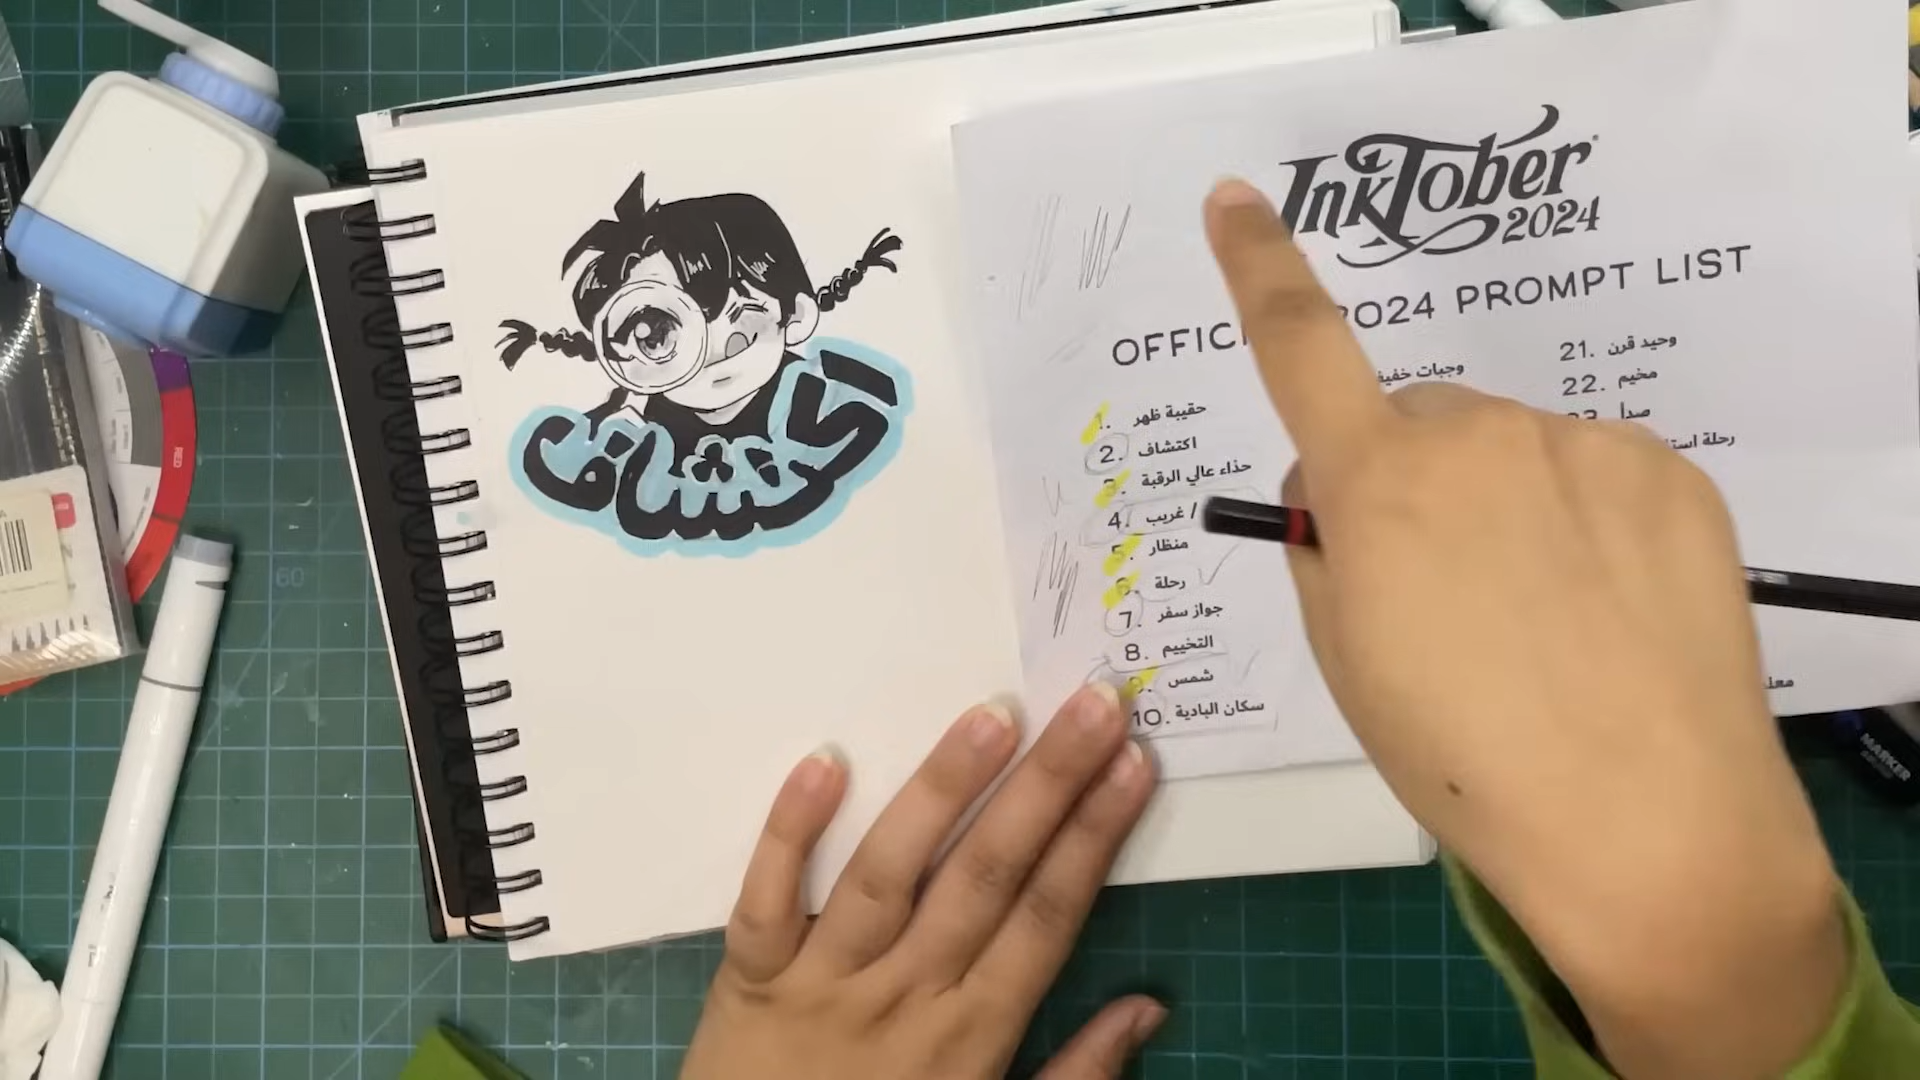 اكتشاف
InkTober
2024
2024 PROMPT LIST
1. حقيبة ظهر
2. اكتشاف
3. حذاء عالي الرقبة
4. غريب /
5. منظار
6. رحلة
7. جواز سفر
8. التخييم
9. شمس
10. سكان البادية
وجبات
21. وحيد قرن
22. مخيم
23. صدأ
رحلة
60
RED
MARKER